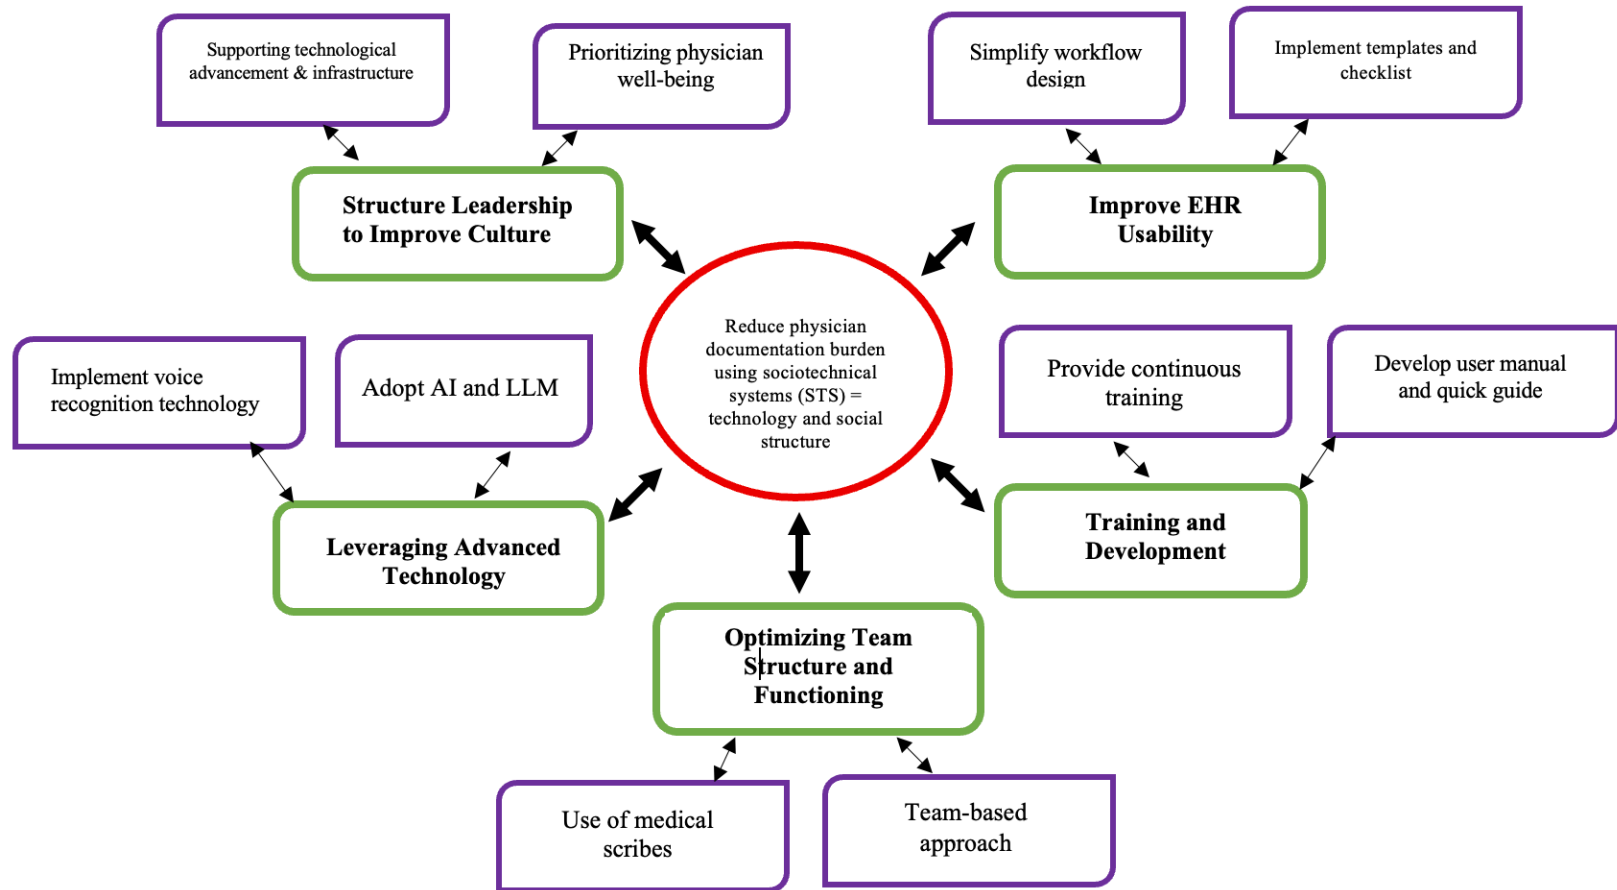 Supporting technological
advancement & infrastructure
Prioritizing physician
well-being
Simplify workflow
design
Implement templates and
checklist
Structure Leadership
to Improve Culture
Improve EHR
Usability
Reduce physician
documentation burden
using sociotechnical
systems (STS) =
technology and social
structure
Implement voice
recognition technology
Adopt AI and LLM
Provide continuous
training
Develop user manual
and quick guide
Leveraging Advanced
Technology
Training and
Development
Optimizing Team
Structure and
Functioning
Use of medical
scribes
Team-based
approach